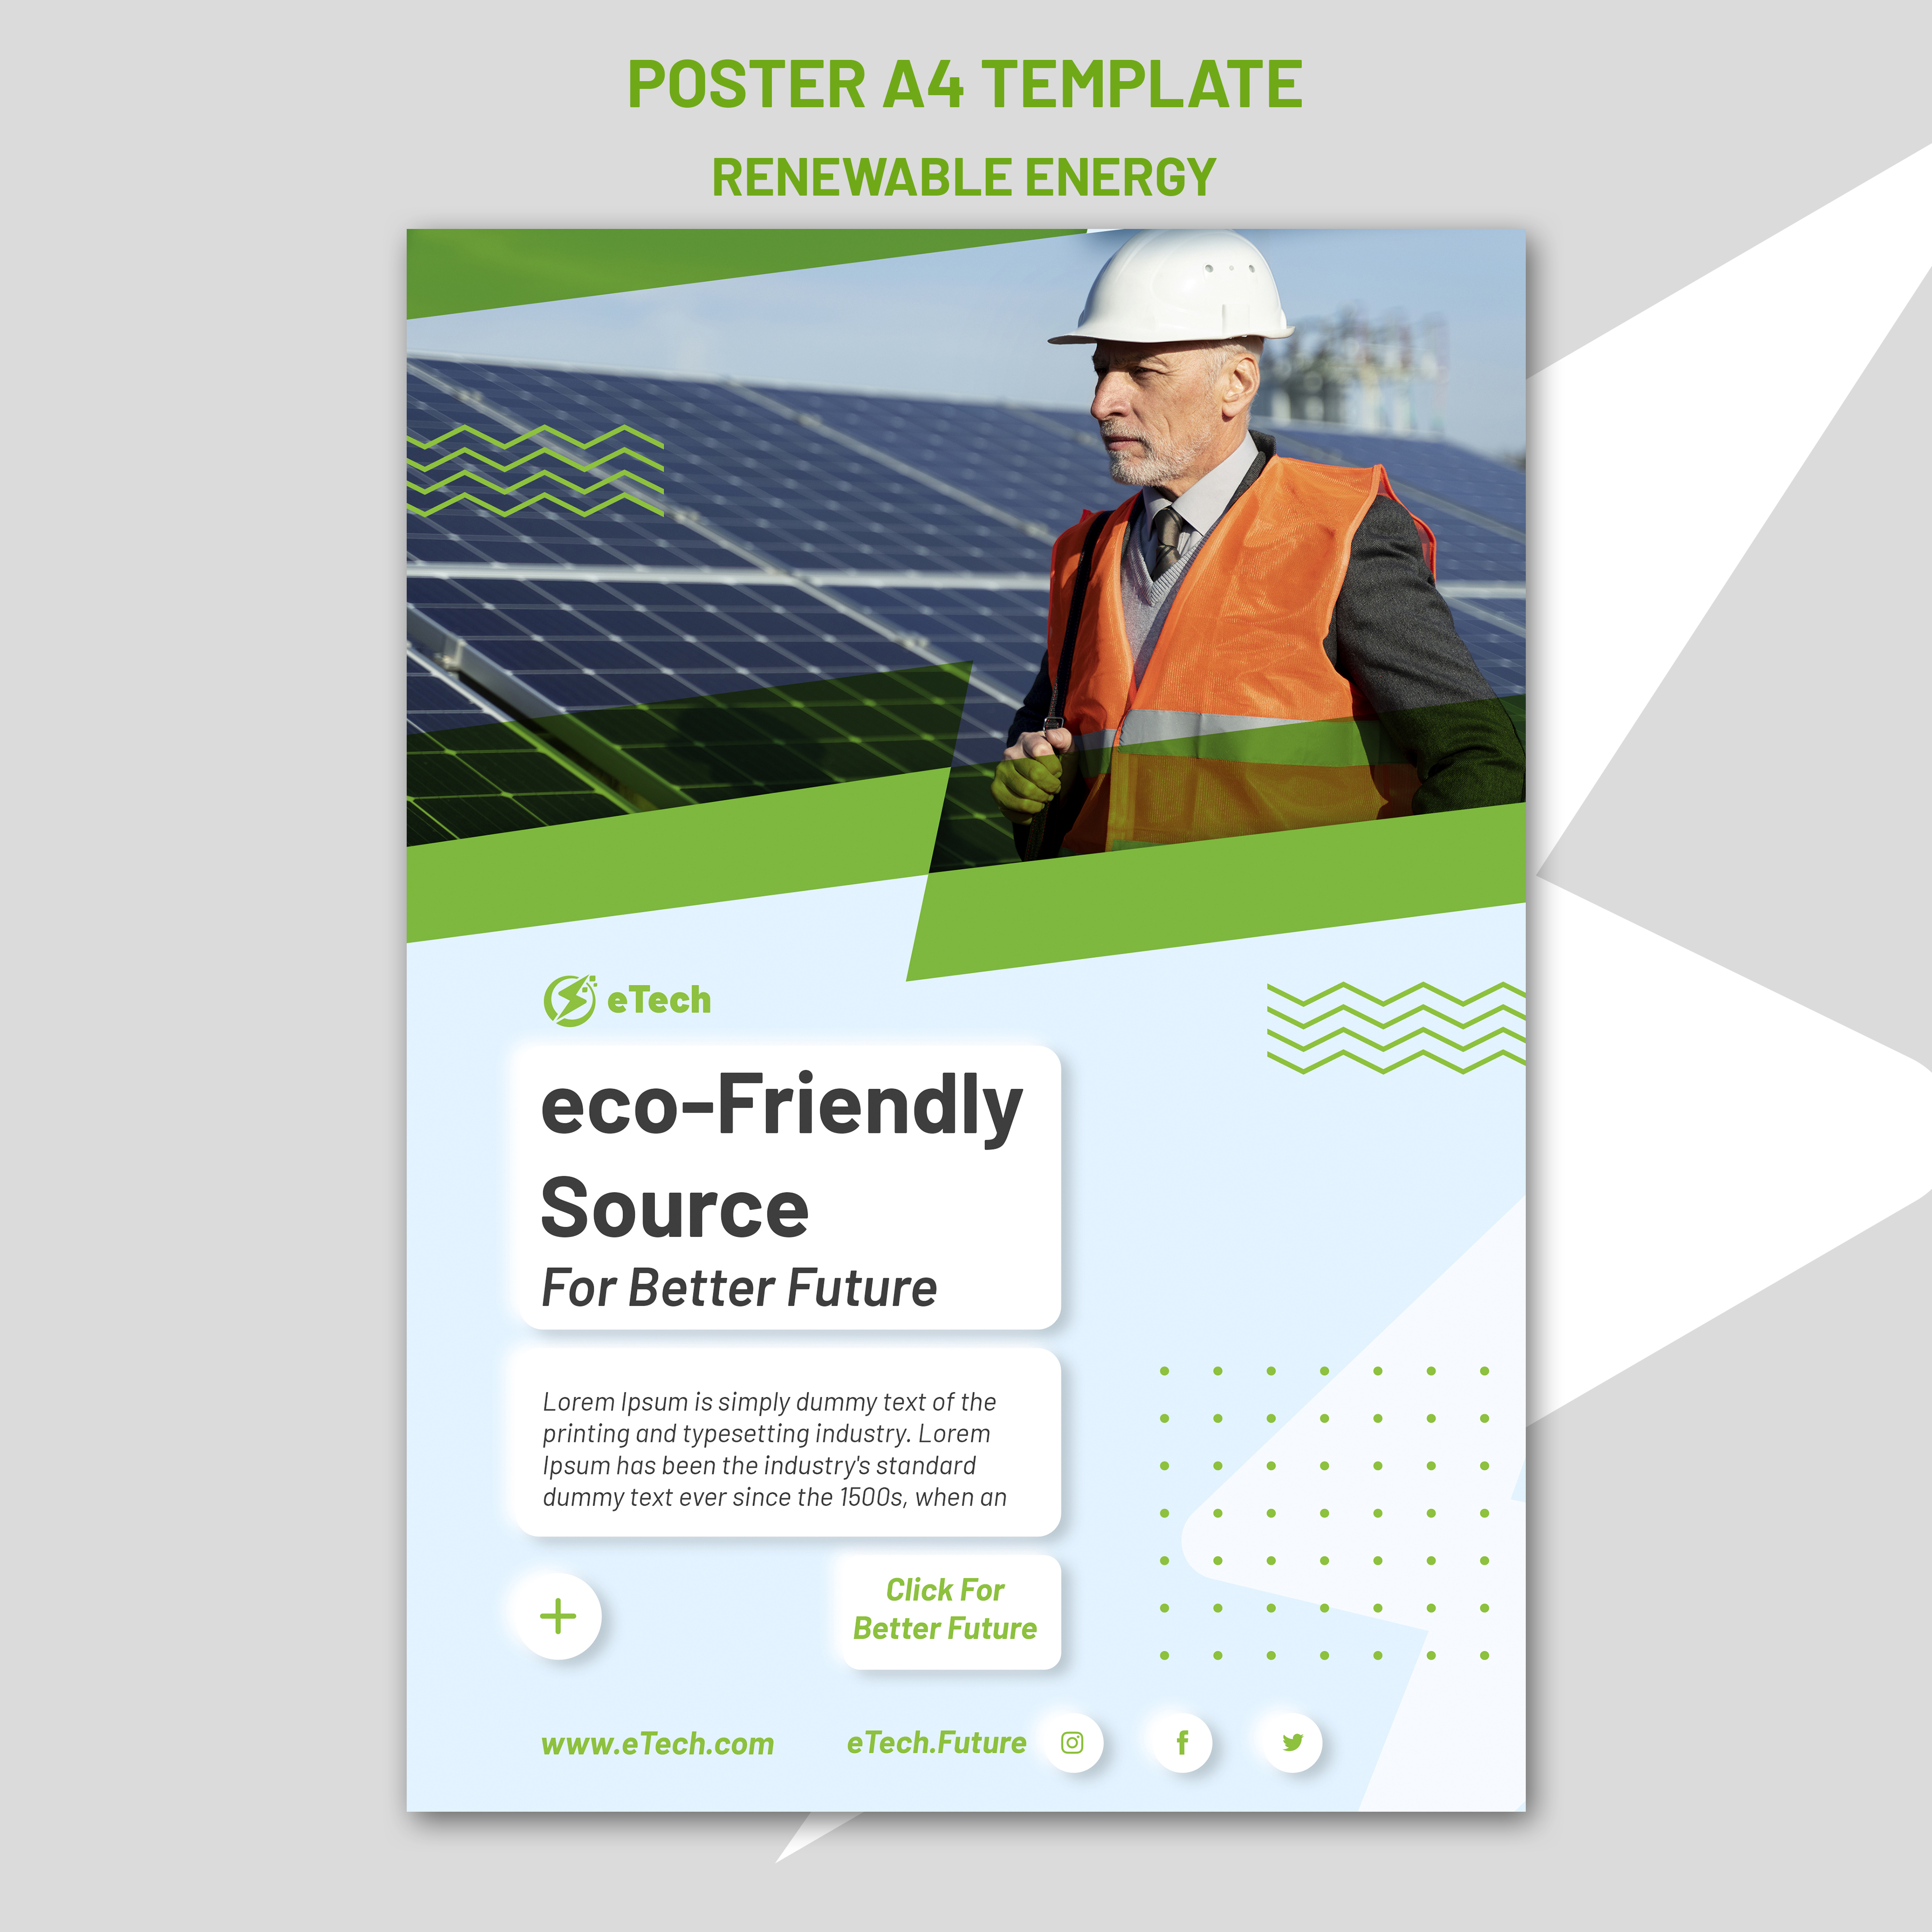 POSTER A4 TEMPLATE
RENEWABLE ENERGY
eTech
eco-Friendly
Source
For Better Future
Lorem Ipsum is simply dummy text of the
printing and typesetting industry. Lorem
Ipsum has been the industry's standard
dummy text ever since the 1500s, when an
Click For
Better Future
www.eTech.com
eTech.Future